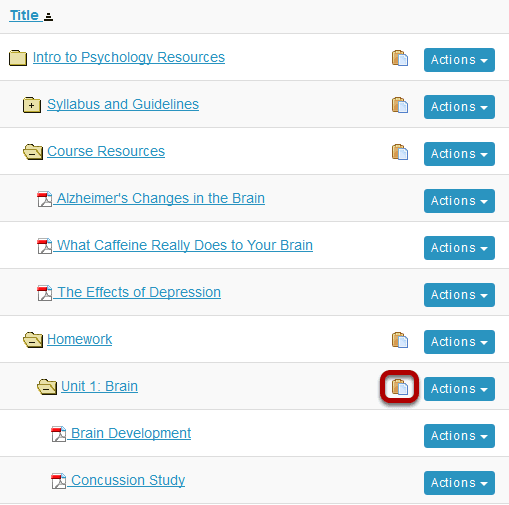 Title
Intro to Psychology Resources Actions
Syllabus and Guidelines Actions
Course Resources Actions
Alzheimer's Changes in the Brain Actions
What Caffeine Really Does to Your Brain Actions
The Effects of Depression Actions
Homework Actions
Unit 1: Brain Actions
Brain Development Actions
Concussion Study Actions